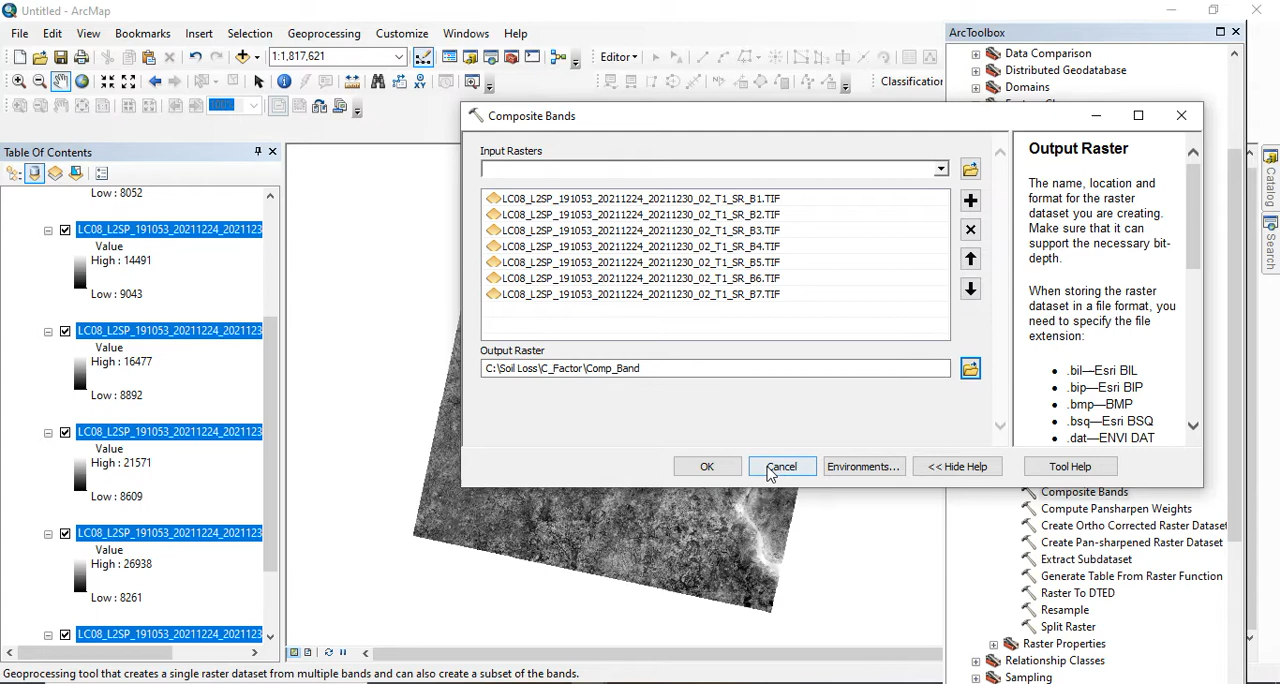 Untitled - ArcMap
File Edit View Bookmarks Insert Selection Geoprocessing Customize Windows Help
1:1,817,621
Editor
Classification
Table Of Contents
Low : 8052
LC08_L2SP_191053_20211224_2021123
Value
High : 14491
Low : 9043
LC08_L2SP_191053_20211224_2021123
Value
High : 16477
Low : 8892
LC08_L2SP_191053_20211224_2021123
Value
High : 21571
Low : 8609
LC08_L2SP_191053_20211224_2021123
Value
High : 26938
Low : 8261
LC08_L2SP_191053_20211224_2021123
Composite Bands
Input Rasters
LC08_L2SP_191053_20211224_20211230_02_T1_SR_B1.TIF
LC08_L2SP_191053_20211224_20211230_02_T1_SR_B2.TIF
LC08_L2SP_191053_20211224_20211230_02_T1_SR_B3.TIF
LC08_L2SP_191053_20211224_20211230_02_T1_SR_B4.TIF
LC08_L2SP_191053_20211224_20211230_02_T1_SR_B5.TIF
LC08_L2SP_191053_20211224_20211230_02_T1_SR_B6.TIF
LC08_L2SP_191053_20211224_20211230_02_T1_SR_B7.TIF
Output Raster
C:\Soil Loss\C_Factor\Comp_Band
OK Cancel Environments... << Hide Help Tool Help
Output Raster
The name, location and
format for the raster
dataset you are creating.
Make sure that it can
support the necessary bit-
depth.
When storing the raster
dataset in a file format, you
need to specify the file
extension:
.bil—Esri BIL
.bip—Esri BIP
.bmp—BMP
.bsq—Esri BSQ
.dat—ENVI DAT
ArcToolbox
Data Comparison
Distributed Geodatabase
Domains
Composite Bands
Compute Pansharpen Weights
Create Ortho Corrected Raster Dataset
Create Pan-sharpened Raster Dataset
Extract Subdataset
Generate Table From Raster Function
Raster To DTED
Resample
Split Raster
Raster Properties
Relationship Classes
Sampling
Catalog
Search
Geoprocessing tool that creates a single raster dataset from multiple bands and can also create a subset of the bands.